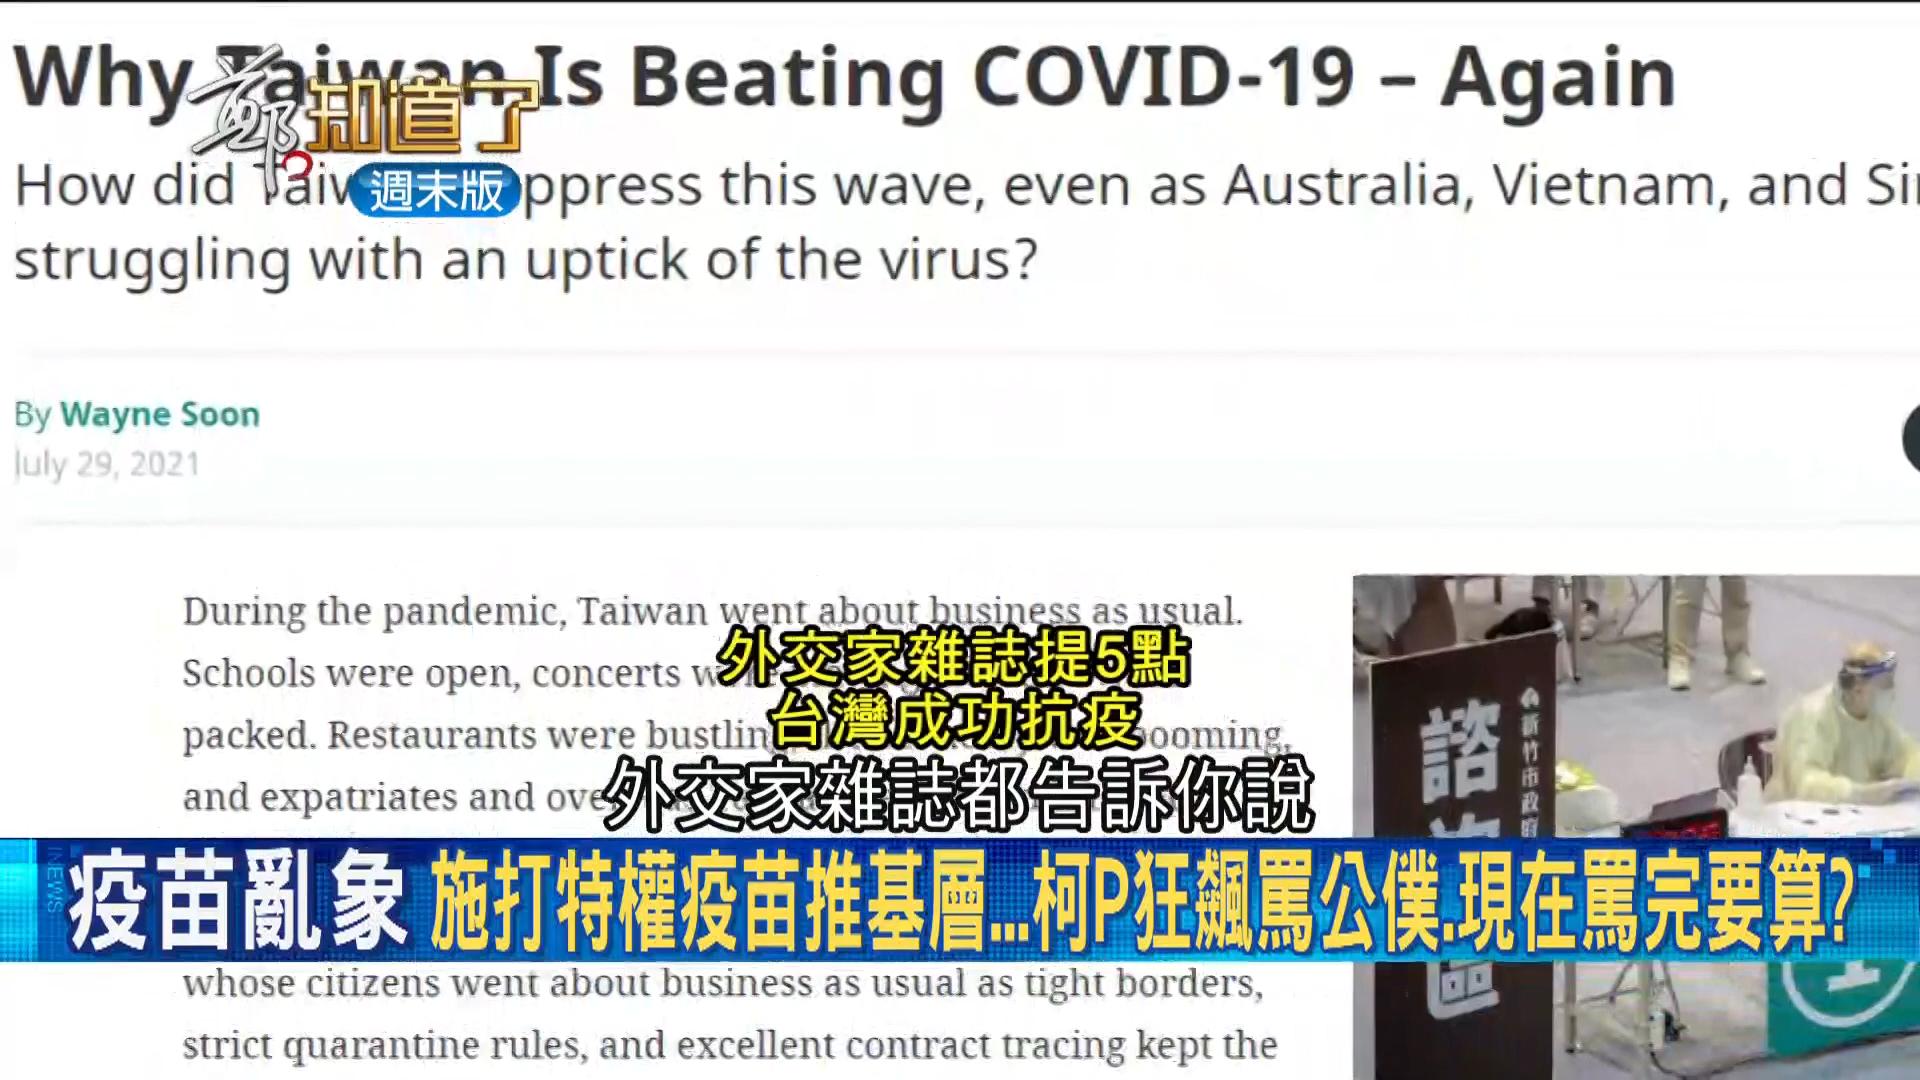 Why Taiwan Is Beating COVID-19 – Again
鄭知道了
週末版
How did Taiw ppress this wave, even as Australia, Vietnam, and
struggling with an uptick of the virus?
By Wayne Soon
July 29, 2021
During the pandemic, Taiwan went about business as usual.
Schools were open, concerts
packed. Restaurants were
and expatriates and
外交家雜誌提5點
台灣成功抗疫
外交家雜誌都告訴你說
INEWS
疫苗亂象 施打特權疫苗推基層...柯P狂飆罵公僕.現在罵完要算?
whose citizens went about business as usual as tight borders,
strict quarantine rules, and excellent contract tracing kept the
新竹市政府
諮詢區